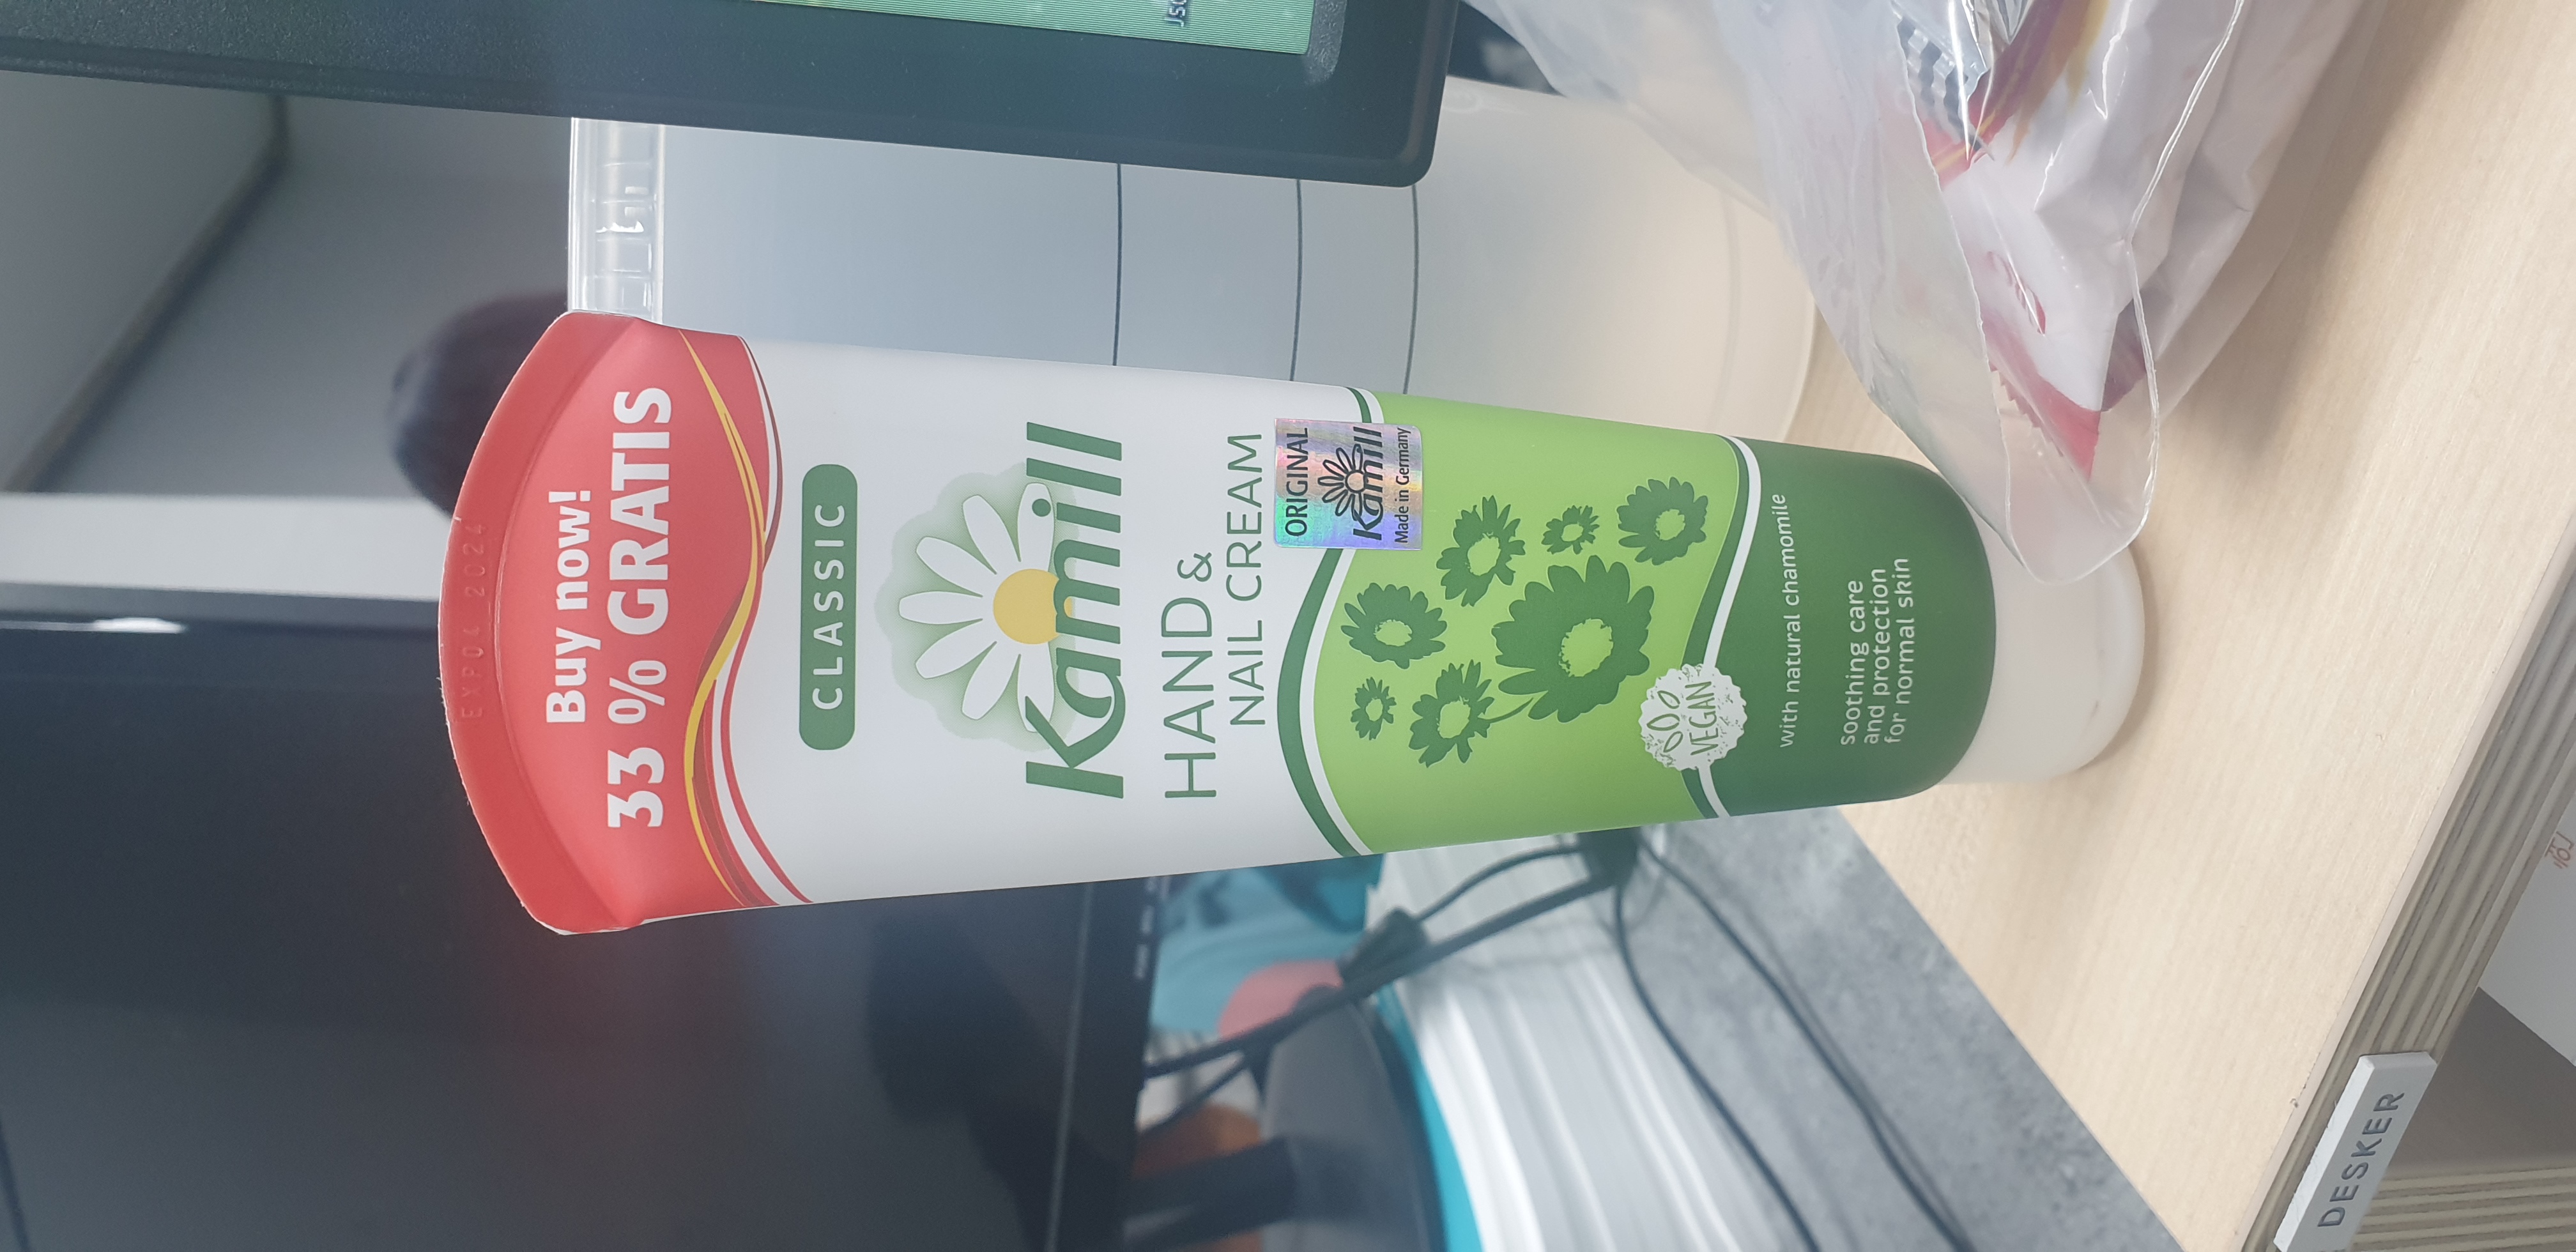 EXP04 2024
Buy now!
33 % GRATIS
CLASSIC
Kamill
HAND &
NAIL CREAM
ORIGINAL
Kamill
Made in Germany
VEGAN
with natural chamomile
soothing care
and protection
for normal skin
DESKER